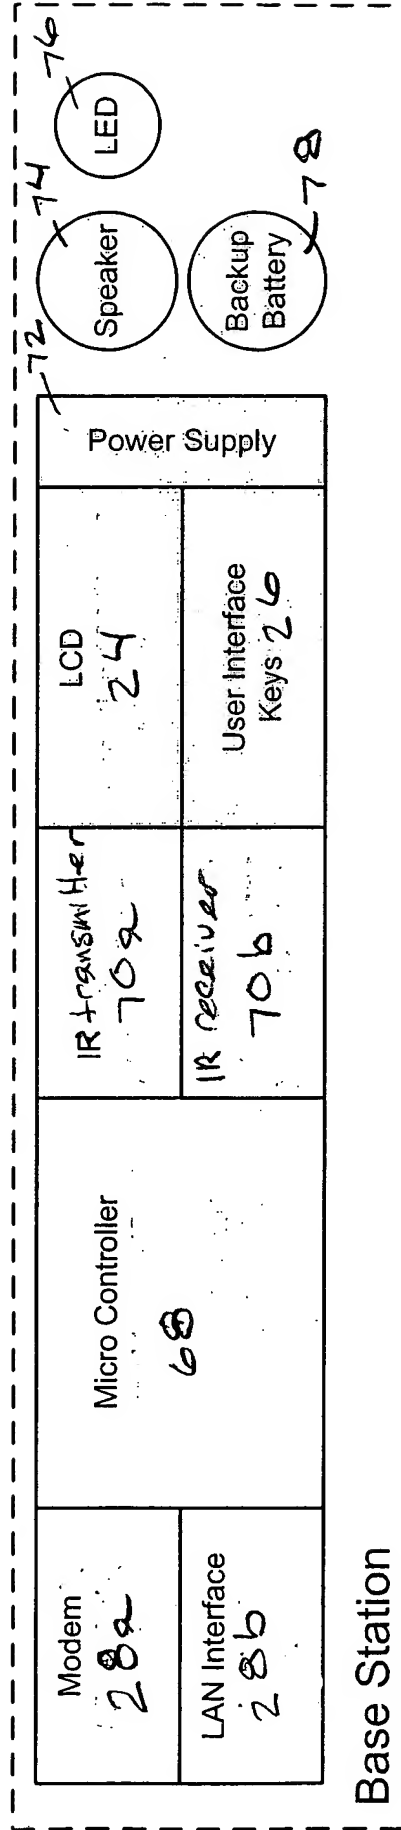 Modem
28a
LAN Interface
28b
Micro Controller
68
IR transmitter
70a
IR receiver
70b
LCD
24
User Interface
Keys 26
Power Supply
72
Speaker
74
LED
76
Backup
Battery
78
Base Station